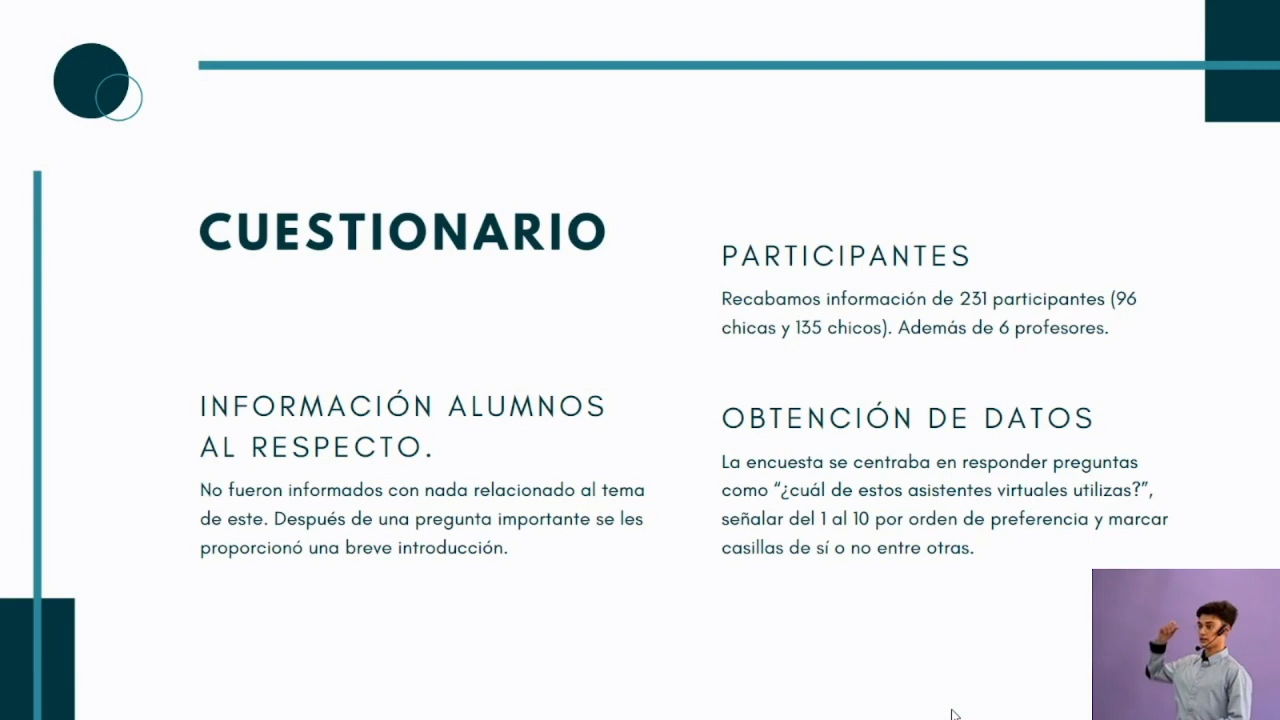 CUESTIONARIO
INFORMACIÓN ALUMNOS
AL RESPECTO.
No fueron informados con nada relacionado al tema
de este. Después de una pregunta importante se les
proporcionó una breve introducción.
PARTICIPANTES
Recabamos información de 231 participantes (96
chicas y 135 chicos). Además de 6 profesores.
OBTENCIÓN DE DATOS
La encuesta se centraba en responder preguntas
como “¿cuál de estos asistentes virtuales utilizas?”,
señalar del 1 al 10 por orden de preferencia y marcar
casillas de sí o no entre otras.